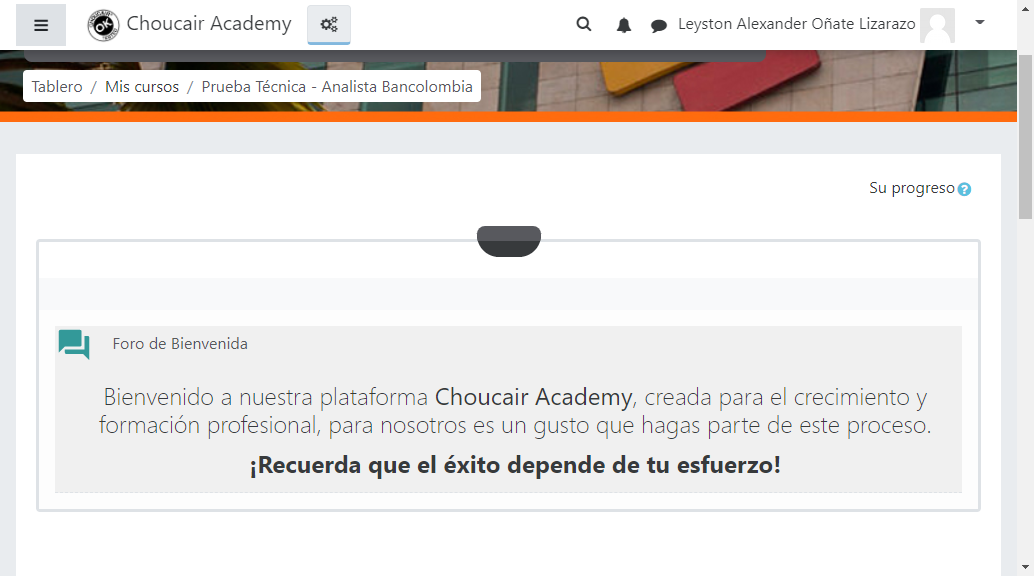 Choucair Academy
Leyston Alexander Oñate Lizarazo
Tablero / Mis cursos / Prueba Técnica - Analista Bancolombia
Su progreso
Foro de Bienvenida
Bienvenido a nuestra plataforma Choucair Academy, creada para el crecimiento y
formación profesional, para nosotros es un gusto que hagas parte de este proceso.
¡Recuerda que el éxito depende de tu esfuerzo!